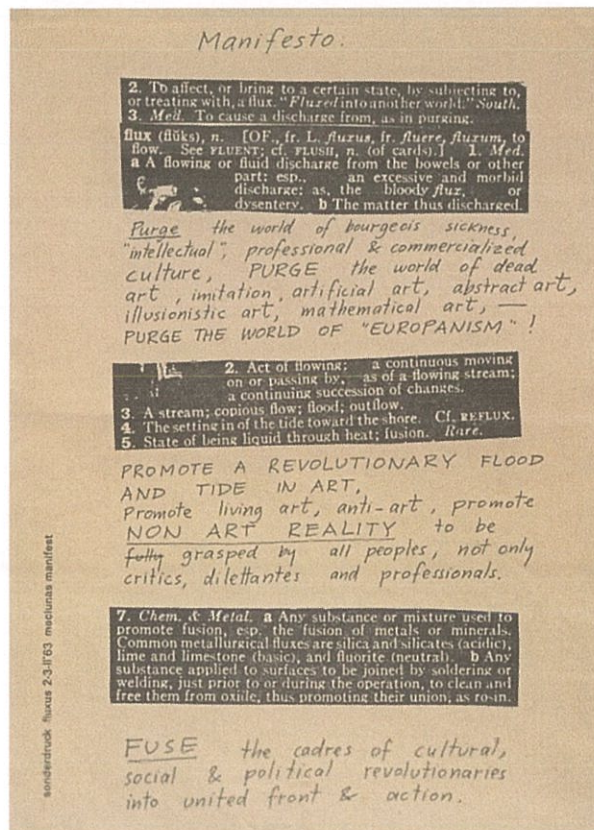 Manifesto:
2. To affect, or bring to a certain state, by subjecting to,
or treating with, a flux. "Fluxed into another world." South.
3. Med. To cause a discharge from, as in purging.
flux (flŭks), n. [OF., fr. L. fluxus, fr. fluere, fluxum, to
flow. See FLUENT; cf. FLUSH, n. (of cards).] 1. Med.
a A flowing or fluid discharge from the bowels or other
part: esp., an excessive and morbid
discharge: as, the bloody flux, or
dysentery. b The matter thus discharged.
Purge the world of bourgeois sickness,
"intellectual", professional & commercialized
culture, PURGE the world of dead
art, imitation, artificial art, abstract art,
illusionistic art, mathematical art, —
PURGE THE WORLD OF "EUROPANISM"!
2. Act of flowing: a continuous moving
on or passing by, as of a flowing stream;
a continuing succession of changes.
3. A stream; copious flow; flood; outflow.
4. The setting in of the tide toward the shore. Cf. REFLUX.
5. State of being liquid through heat; fusion. Rare.
PROMOTE A REVOLUTIONARY FLOOD
AND TIDE IN ART,
Promote living art, anti-art, promote
NON ART REALITY to be
fully grasped by all peoples, not only
critics, dilettantes and professionals.
7. Chem. & Metal. a Any substance or mixture used to
promote fusion, esp. the fusion of metals or minerals.
Common metallurgical fluxes are silica and silicates (acidic),
lime and limestone (basic), and fluorite (neutral). b Any
substance applied to surfaces to be joined by soldering or
welding, just prior to or during the operation, to clean and
free them from oxide, thus promoting their union, as rosin.
FUSE the cadres of cultural,
social & political revolutionaries
into united front & action.
sonderdruck fluxus 2-3-II'63 maciunas manifest